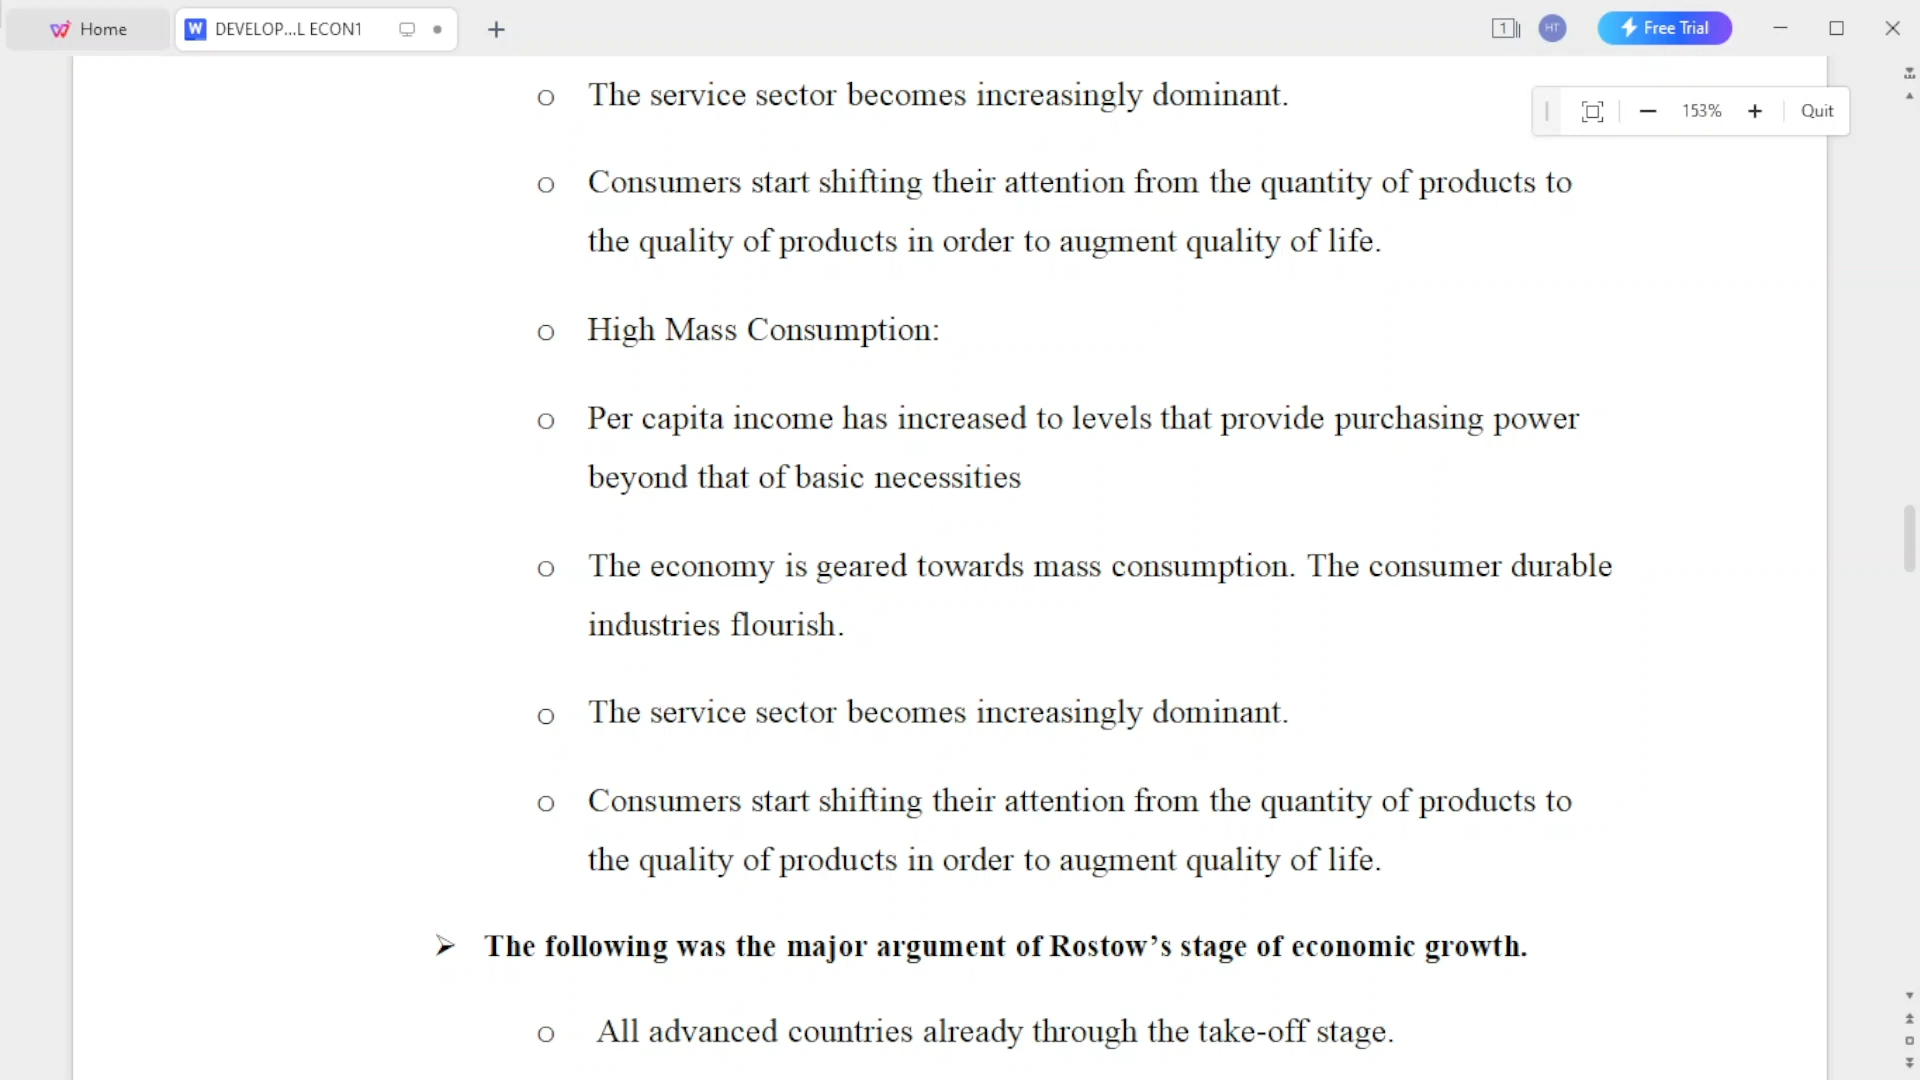 Home
DEVELOP...L ECON1
1
HT
Free Trial
153%
Quit
o The service sector becomes increasingly dominant.
o Consumers start shifting their attention from the quantity of products to
the quality of products in order to augment quality of life.
o High Mass Consumption:
o Per capita income has increased to levels that provide purchasing power
beyond that of basic necessities
o The economy is geared towards mass consumption. The consumer durable
industries flourish.
o The service sector becomes increasingly dominant.
o Consumers start shifting their attention from the quantity of products to
the quality of products in order to augment quality of life.
➢ The following was the major argument of Rostow’s stage of economic growth.
o All advanced countries already through the take-off stage.